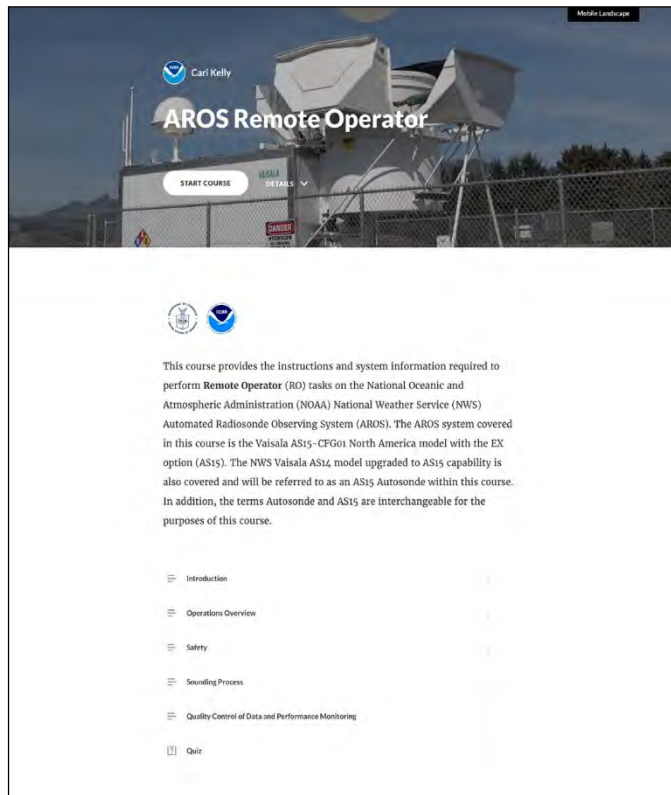 Mobile Landscape
Cari Kelly
AROS Remote Operator
VAISALA
START COURSE
DETAILS
DANGER
HYDROGEN
This course provides the instructions and system information required to
perform Remote Operator (RO) tasks on the National Oceanic and
Atmospheric Administration (NOAA) National Weather Service (NWS)
Automated Radiosonde Observing System (AROS). The AROS system covered
in this course is the Vaisala AS15-CFG01 North America model with the EX
option (AS15). The NWS Vaisala AS14 model upgraded to AS15 capability is
also covered and will be referred to as an AS15 Autosonde within this course.
In addition, the terms Autosonde and AS15 are interchangeable for the
purposes of this course.
Introduction
Operations Overview
Safety
Sounding Process
Quality Control of Data and Performance Monitoring
Quiz